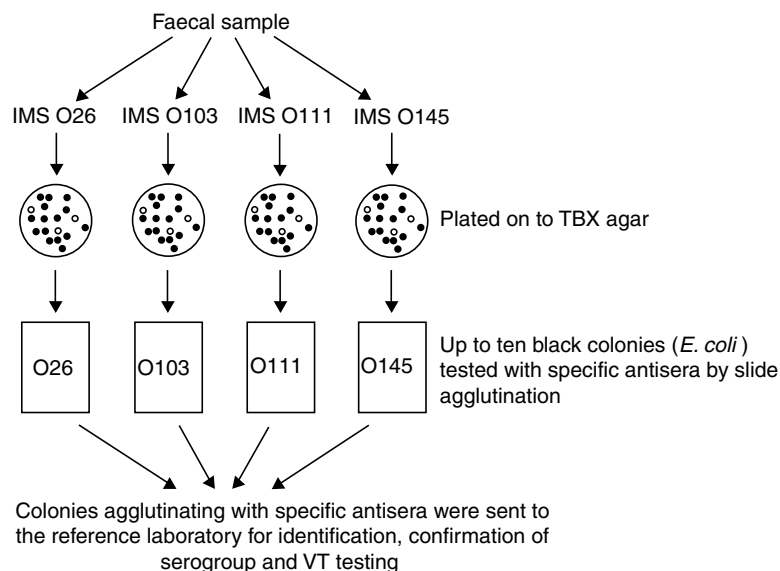 Faecal sample
IMS O26 IMS O103 IMS O111 IMS O145
Plated on to TBX agar
O26 O103 O111 O145
Up to ten black colonies (E. coli)
tested with specific antisera by slide
agglutination
Colonies agglutinating with specific antisera were sent to
the reference laboratory for identification, confirmation of
serogroup and VT testing